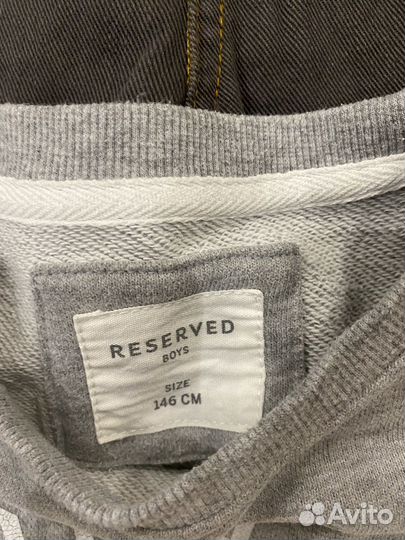 RESERVED
BOYS
SIZE
146 CM
Avito